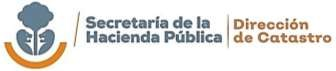 Secretaría de la
Hacienda Pública
Dirección
de Catastro